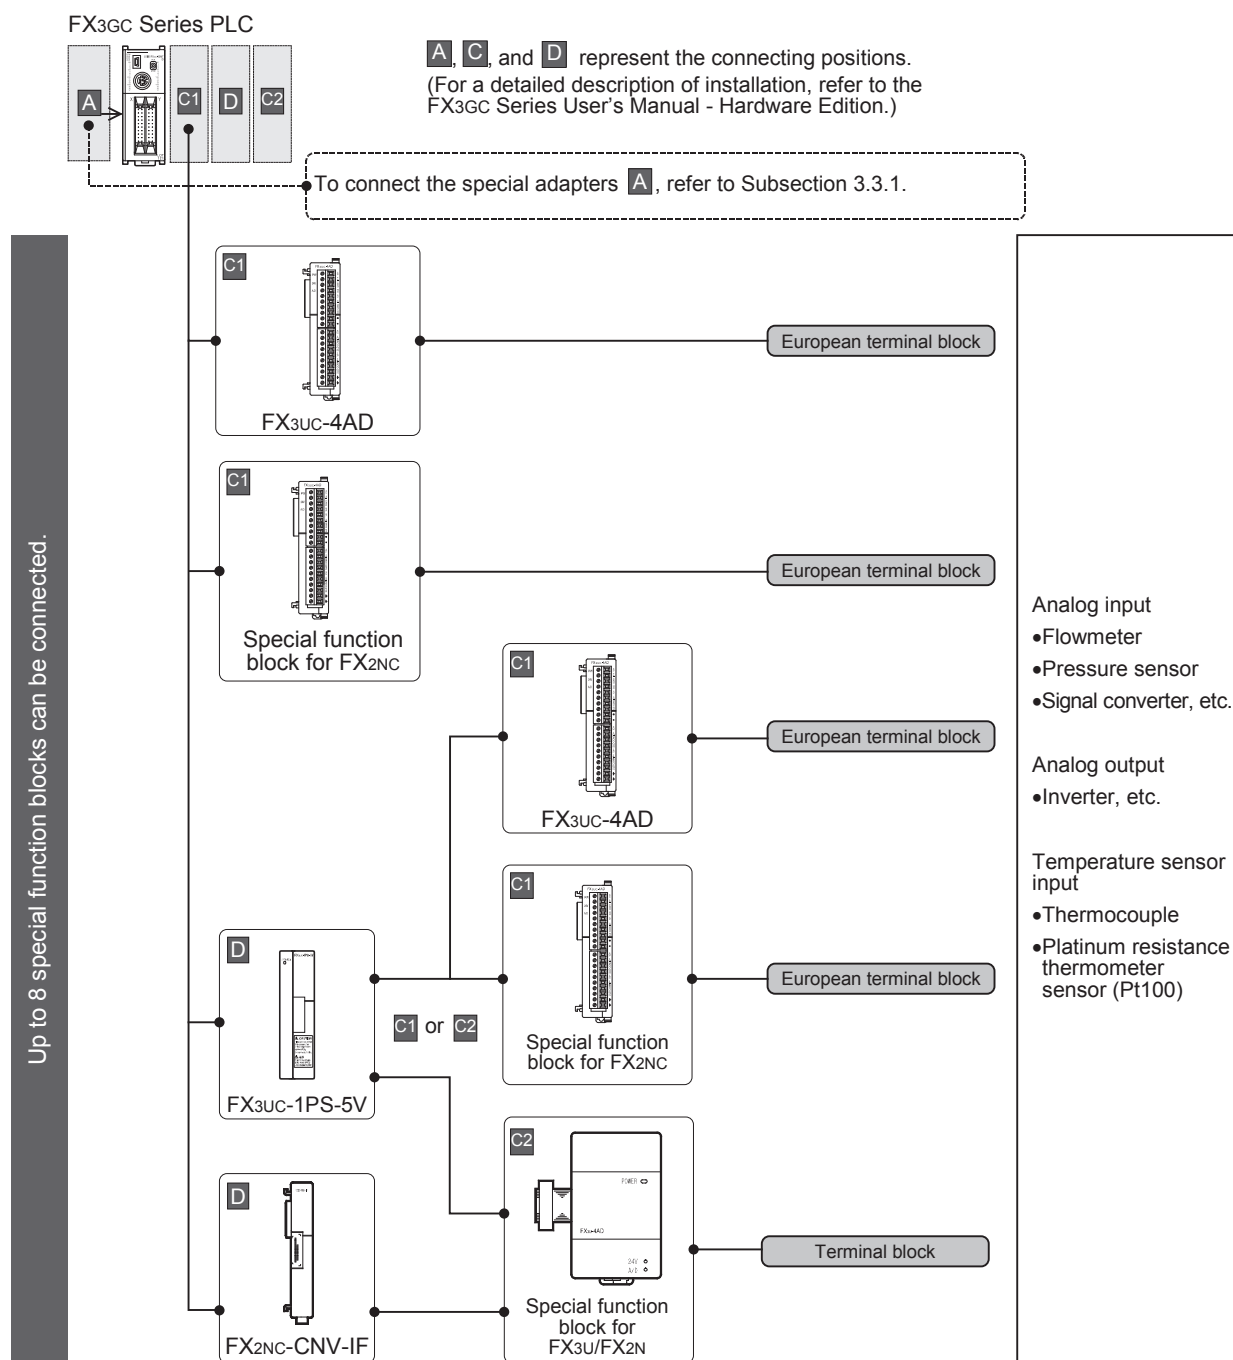 FX3GC Series PLC
A, C, and D represent the connecting positions.
(For a detailed description of installation, refer to the
FX3GC Series User's Manual - Hardware Edition.)
A
C1
D
C2
To connect the special adapters A, refer to Subsection 3.3.1.
Up to 8 special function blocks can be connected.
C1
FX3UC-4AD
European terminal block
C1
Special function
block for FX2NC
European terminal block
C1
FX3UC-4AD
European terminal block
C1
Special function
block for FX2NC
European terminal block
D
FX3UC-1PS-5V
C1 or C2
C2
POWER
24V
A/D
Special function
block for
FX3U/FX2N
Terminal block
D
FX2NC-CNV-IF
Analog input
•Flowmeter
•Pressure sensor
•Signal converter, etc.
Analog output
•Inverter, etc.
Temperature sensor
input
•Thermocouple
•Platinum resistance
thermometer
sensor (Pt100)